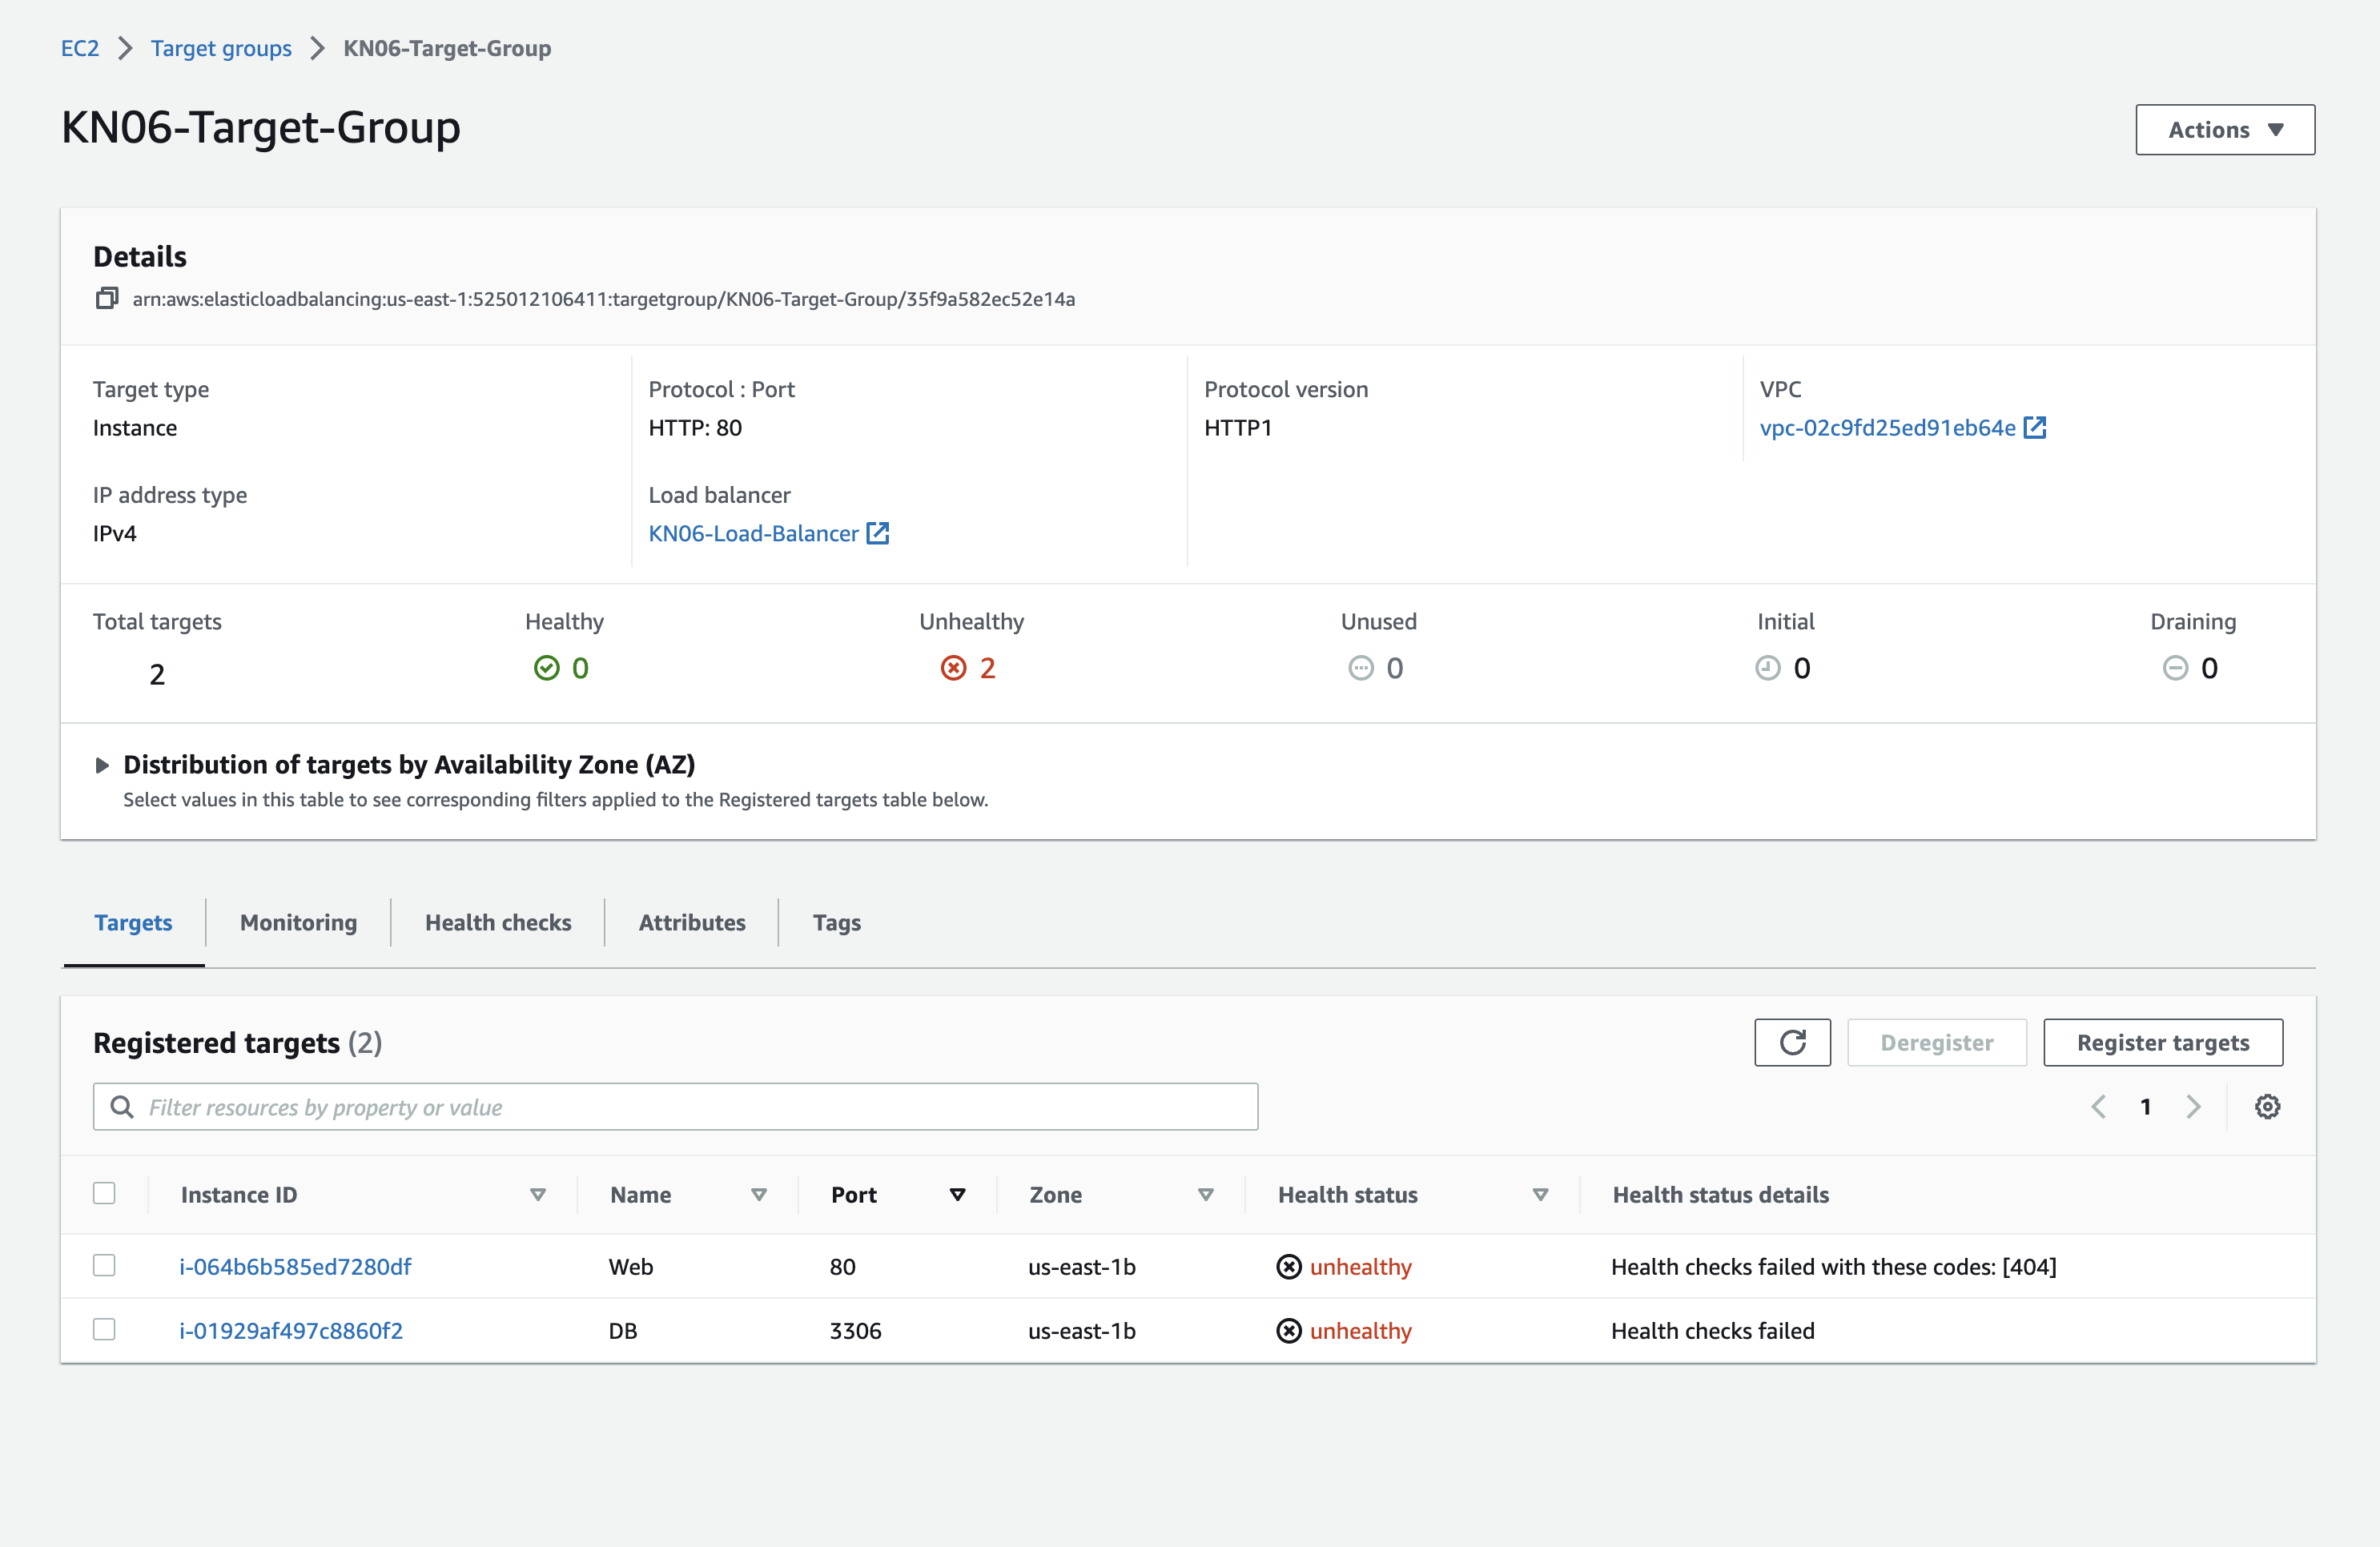 EC2 > Target groups > KN06-Target-Group
KN06-Target-Group
Actions
Details
arn:aws:elasticloadbalancing:us-east-1:525012106411:targetgroup/KN06-Target-Group/35f9a582ec52e14a
Target type Protocol : Port Protocol version VPC
Instance HTTP: 80 HTTP1 vpc-02c9fd25ed91eb64e
IP address type Load balancer
IPv4 KN06-Load-Balancer
Total targets Healthy Unhealthy Unused Initial Draining
2 0 2 0 0 0
Distribution of targets by Availability Zone (AZ)
Select values in this table to see corresponding filters applied to the Registered targets table below.
Targets Monitoring Health checks Attributes Tags
Registered targets (2) Deregister Register targets
Filter resources by property or value 1
Instance ID Name Port Zone Health status Health status details
i-064b6b585ed7280df Web 80 us-east-1b unhealthy Health checks failed with these codes: [404]
i-01929af497c8860f2 DB 3306 us-east-1b unhealthy Health checks failed